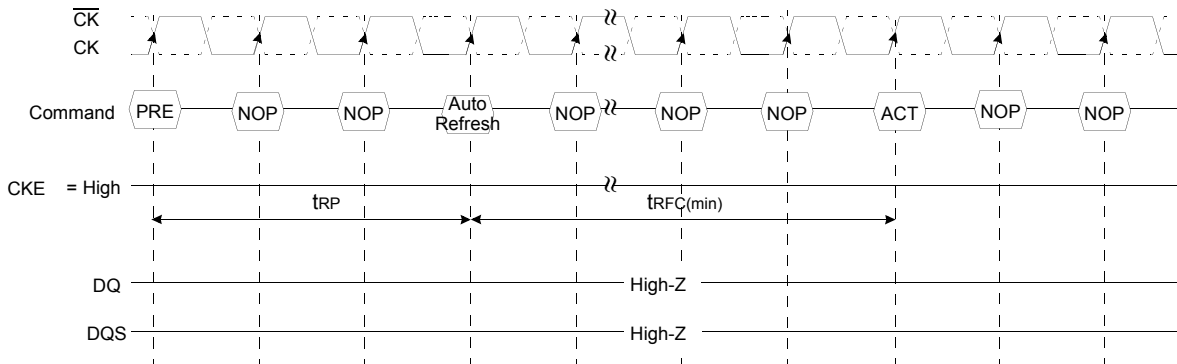 C̅K̅
CK
Command PRE NOP NOP Auto Refresh NOP NOP NOP ACT NOP NOP
CKE = High
tRP tRFC(min)
DQ High-Z
DQS High-Z